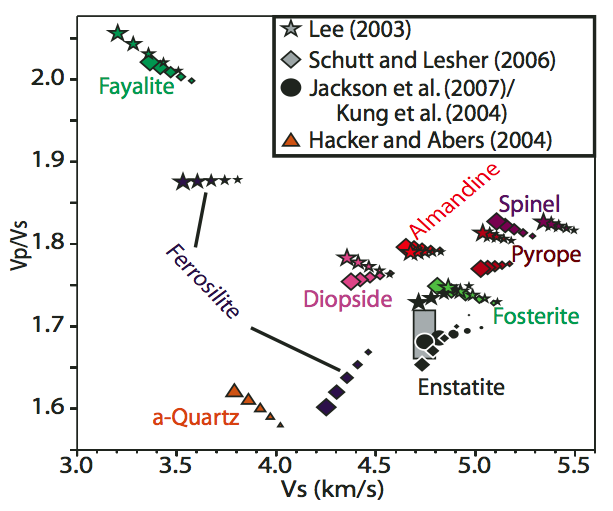 Lee (2003)
Schutt and Lesher (2006)
Jackson et al. (2007)/
Kung et al. (2004)
Hacker and Abers (2004)
Fayalite
Almandine
Spinel
Pyrope
Ferrosilite
Diopside
Fosterite
Enstatite
a-Quartz
Vp/Vs
2.0
1.9
1.8
1.7
1.6
3.0 3.5 4.0 4.5 5.0 5.5
Vs (km/s)